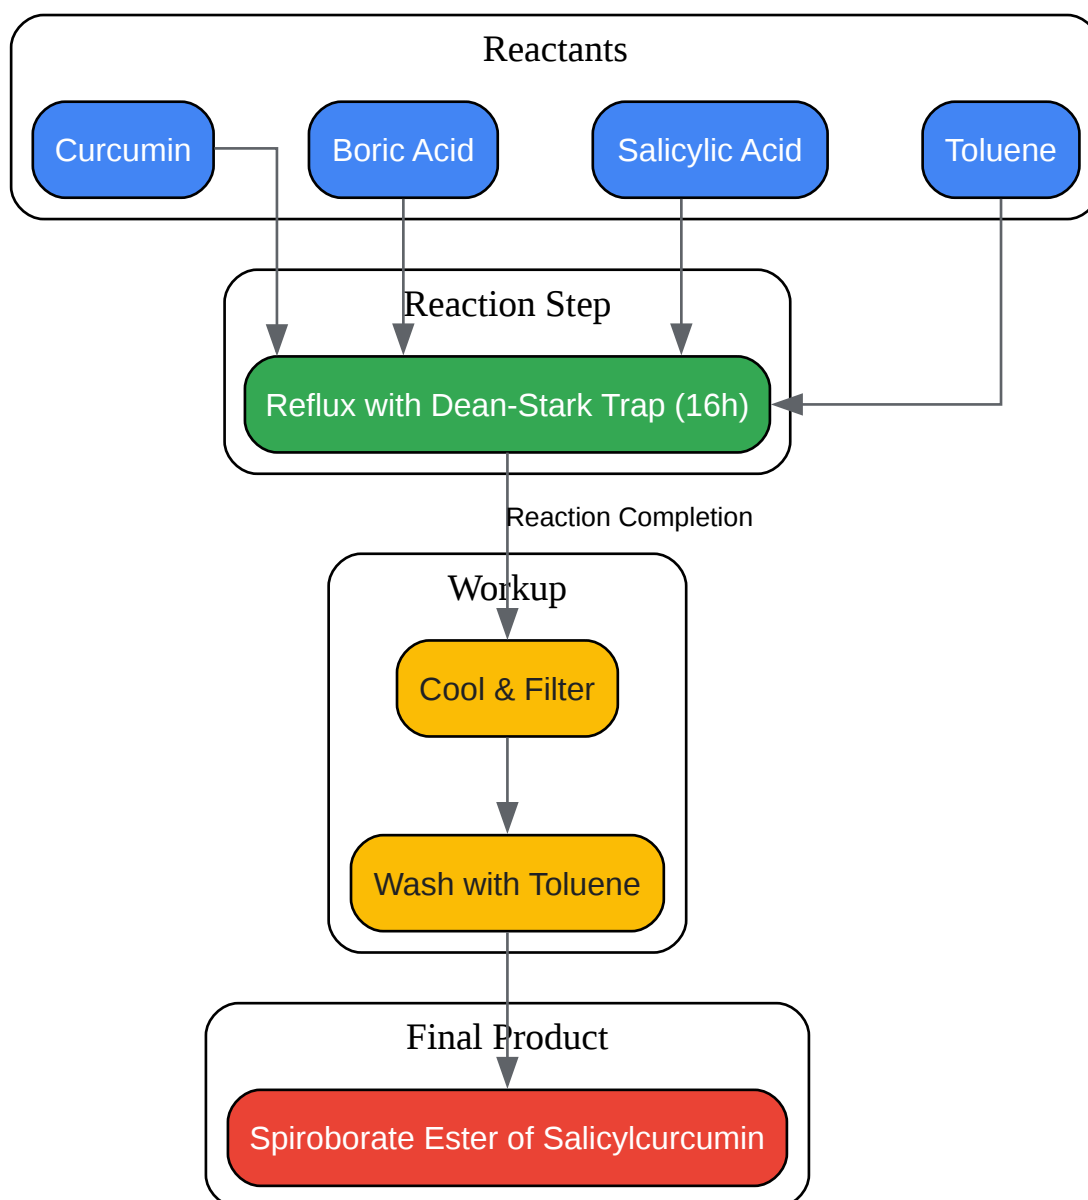 Reactants
Curcumin
Boric Acid
Salicylic Acid
Toluene
Reaction Step
Reflux with Dean-Stark Trap (16h)
Reaction Completion
Workup
Cool & Filter
Wash with Toluene
Final Product
Spiroborate Ester of Salicylcurcumin